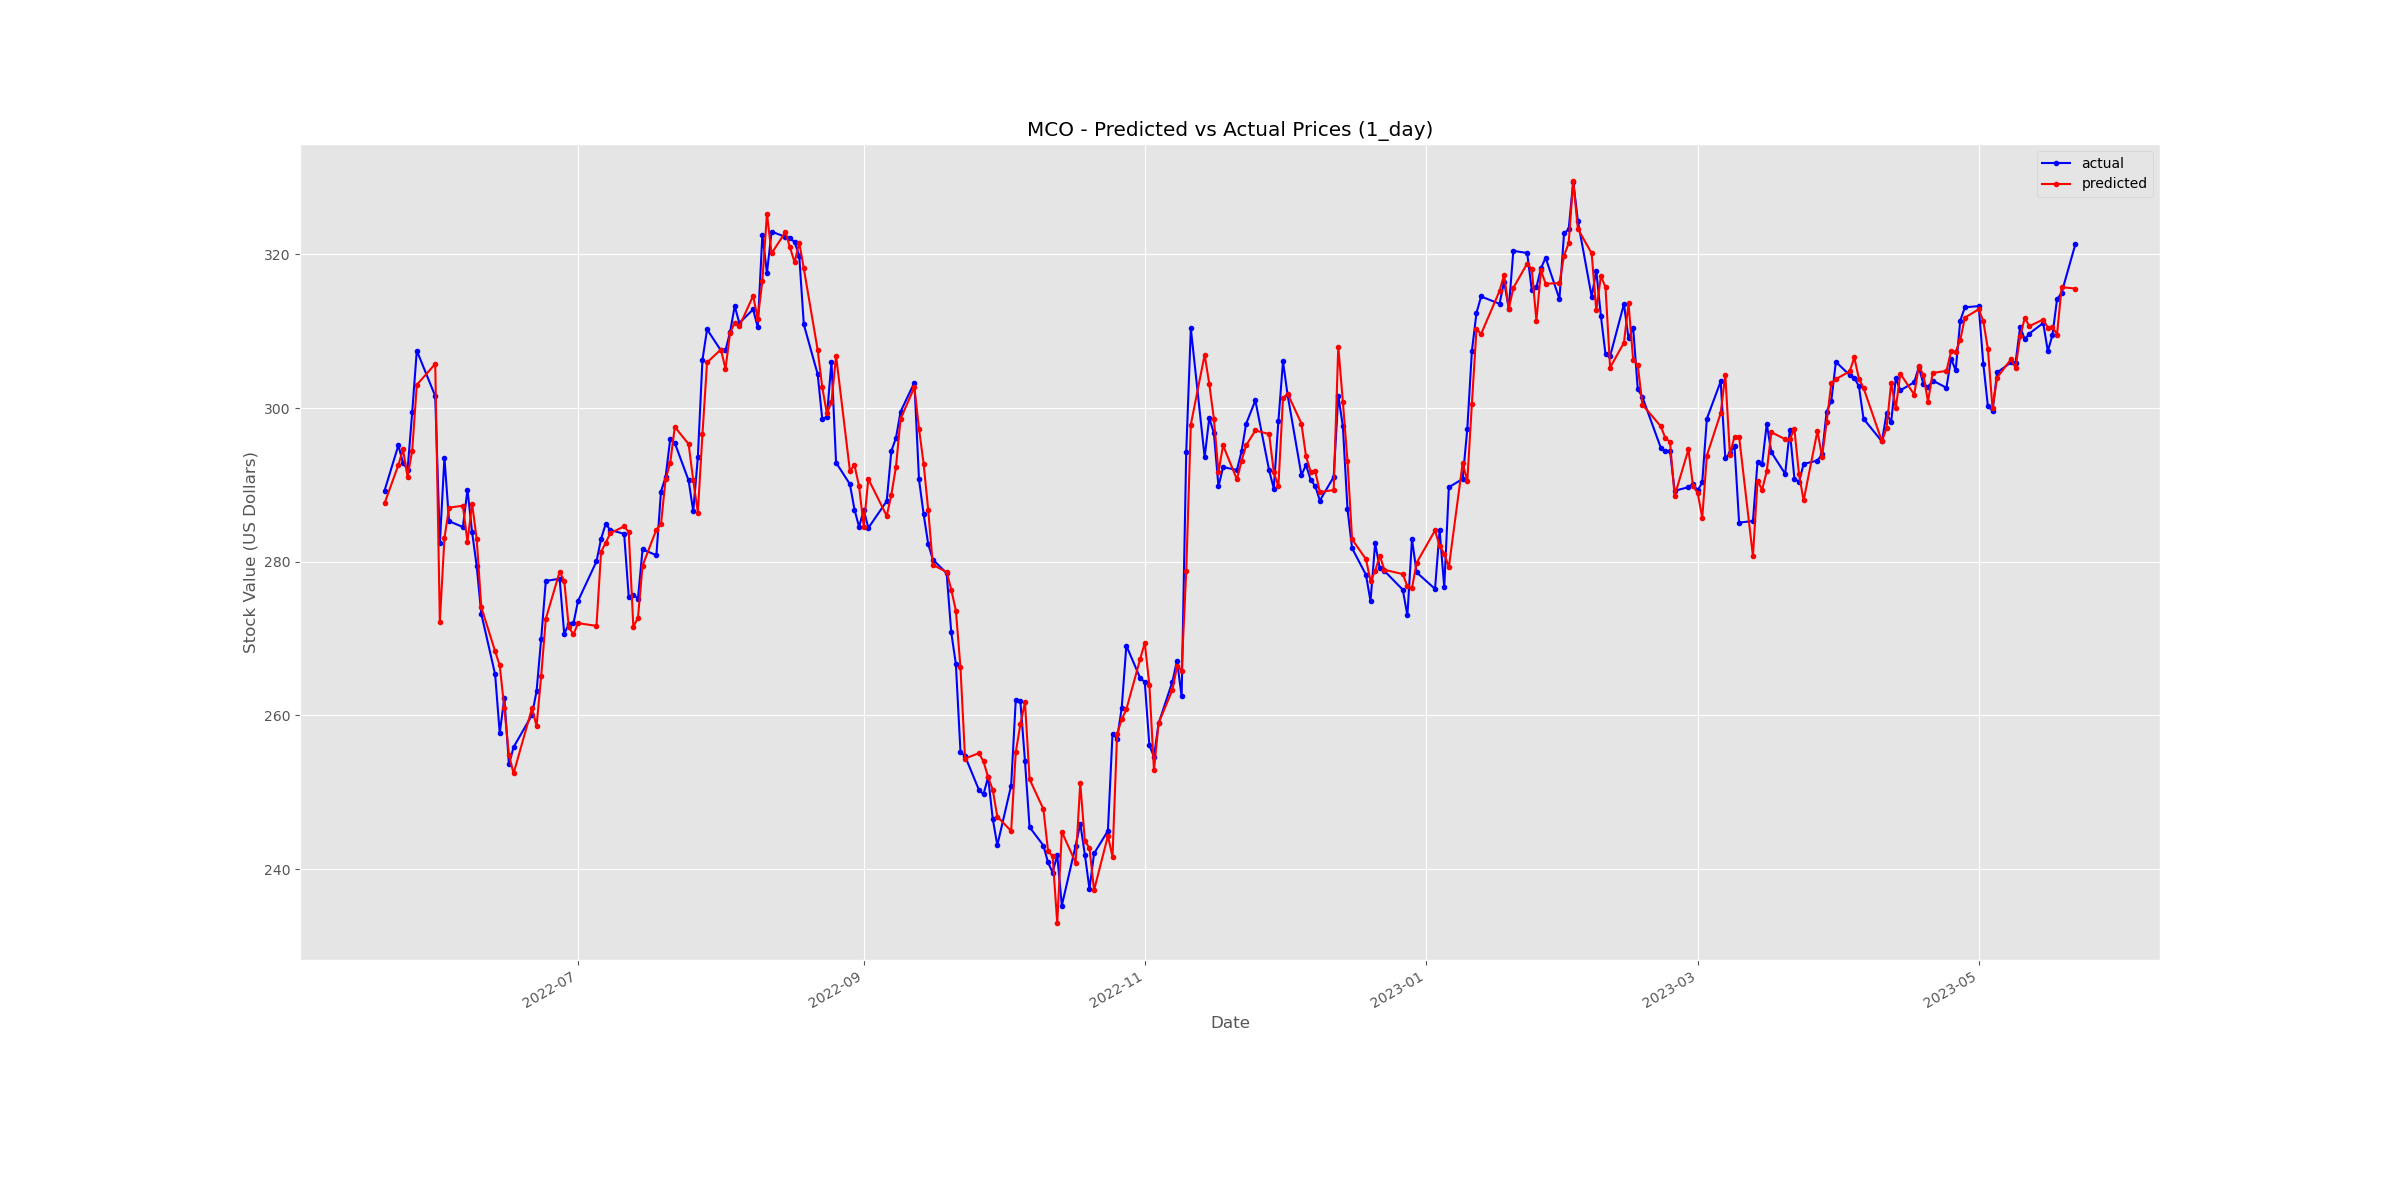 MCO - Predicted vs Actual Prices (1_day)
actual
predicted
Stock Value (US Dollars)
320
300
280
260
240
2022-07
2022-09
2022-11
2023-01
2023-03
2023-05
Date